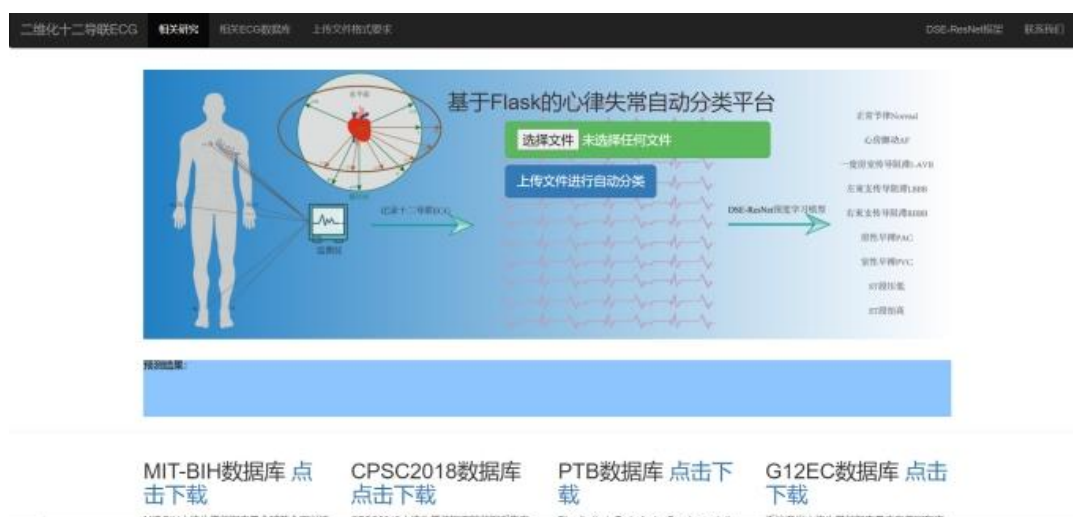 二维化十二导联ECG 相关研究 相关ECG数据库 上传文件格式要求 DSE-ResNet框架 联系我们
基于Flask的心律失常自动分类平台
选择文件 未选择任何文件
上传文件进行自动分类
水平面
记录十二导联ECG
监测仪
DSE-ResNet深度学习模型
正常节律Normal
心房颤动AF
一度房室传导阻滞I-AVB
左束支传导阻滞LBBB
右束支传导阻滞RBBB
房性早搏PAC
室性早搏PVC
ST段压低
ST段抬高
预测结果:
MIT-BIH数据库 点
击下载
CPSC2018数据库
点击下载
PTB数据库 点击下
载
G12EC数据库 点击
下载